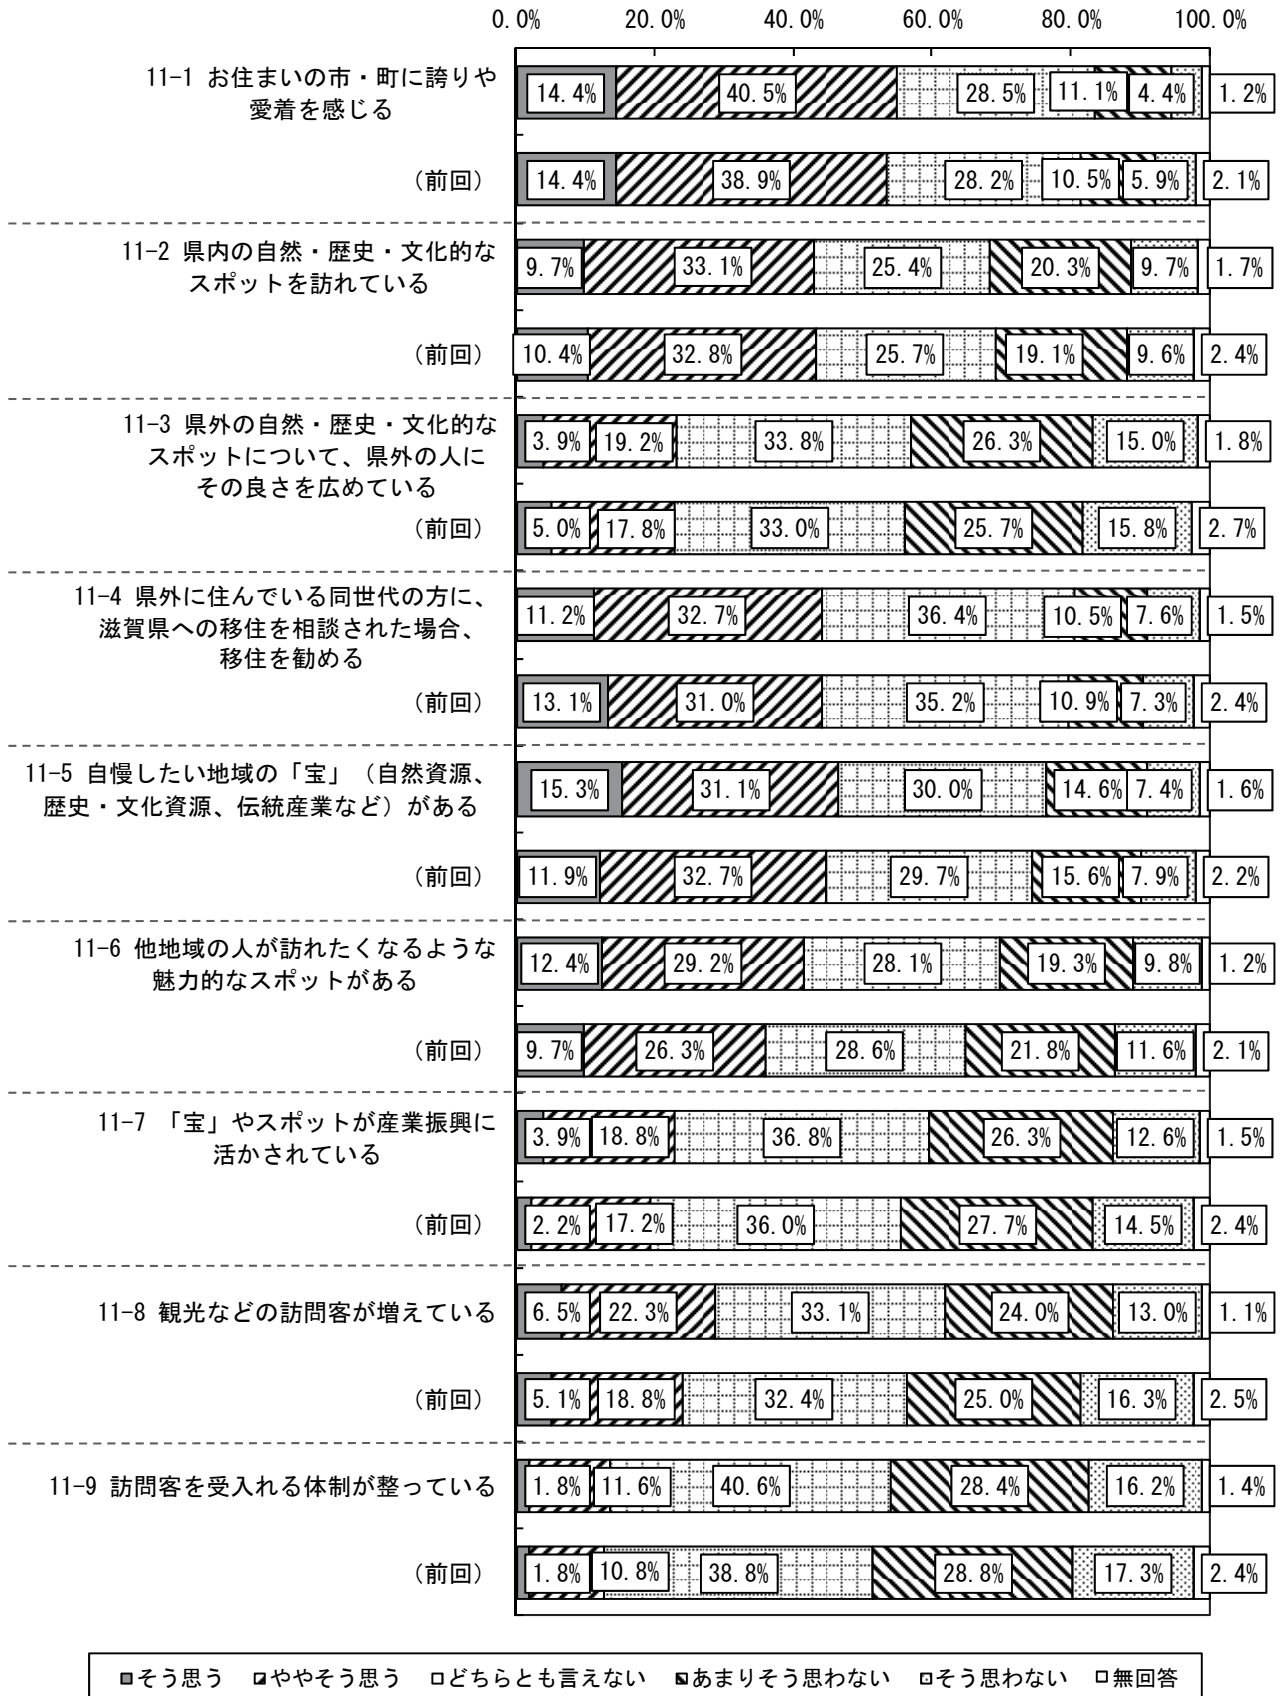 0.0% 20.0% 40.0% 60.0% 80.0% 100.0%
11-1 お住まいの市・町に誇りや
愛着を感じる
14.4% 40.5% 28.5% 11.1% 4.4% 1.2%
（前回）
14.4% 38.9% 28.2% 10.5% 5.9% 2.1%
11-2 県内の自然・歴史・文化的な
スポットを訪れている
9.7% 33.1% 25.4% 20.3% 9.7% 1.7%
（前回）
10.4% 32.8% 25.7% 19.1% 9.6% 2.4%
11-3 県外の自然・歴史・文化的な
スポットについて、県外の人に
その良さを広めている
3.9% 19.2% 33.8% 26.3% 15.0% 1.8%
（前回）
5.0% 17.8% 33.0% 25.7% 15.8% 2.7%
11-4 県外に住んでいる同世代の方に、
滋賀県への移住を相談された場合、
移住を勧める
11.2% 32.7% 36.4% 10.5% 7.6% 1.5%
（前回）
13.1% 31.0% 35.2% 10.9% 7.3% 2.4%
11-5 自慢したい地域の「宝」（自然資源、
歴史・文化資源、伝統産業など）がある
15.3% 31.1% 30.0% 14.6% 7.4% 1.6%
（前回）
11.9% 32.7% 29.7% 15.6% 7.9% 2.2%
11-6 他地域の人が訪れたくなるような
魅力的なスポットがある
12.4% 29.2% 28.1% 19.3% 9.8% 1.2%
（前回）
9.7% 26.3% 28.6% 21.8% 11.6% 2.1%
11-7 「宝」やスポットが産業振興に
活かされている
3.9% 18.8% 36.8% 26.3% 12.6% 1.5%
（前回）
2.2% 17.2% 36.0% 27.7% 14.5% 2.4%
11-8 観光などの訪問客が増えている
6.5% 22.3% 33.1% 24.0% 13.0% 1.1%
（前回）
5.1% 18.8% 32.4% 25.0% 16.3% 2.5%
11-9 訪問客を受入れる体制が整っている
1.8% 11.6% 40.6% 28.4% 16.2% 1.4%
（前回）
1.8% 10.8% 38.8% 28.8% 17.3% 2.4%
そう思う ややそう思う どちらとも言えない あまりそう思わない そう思わない 無回答